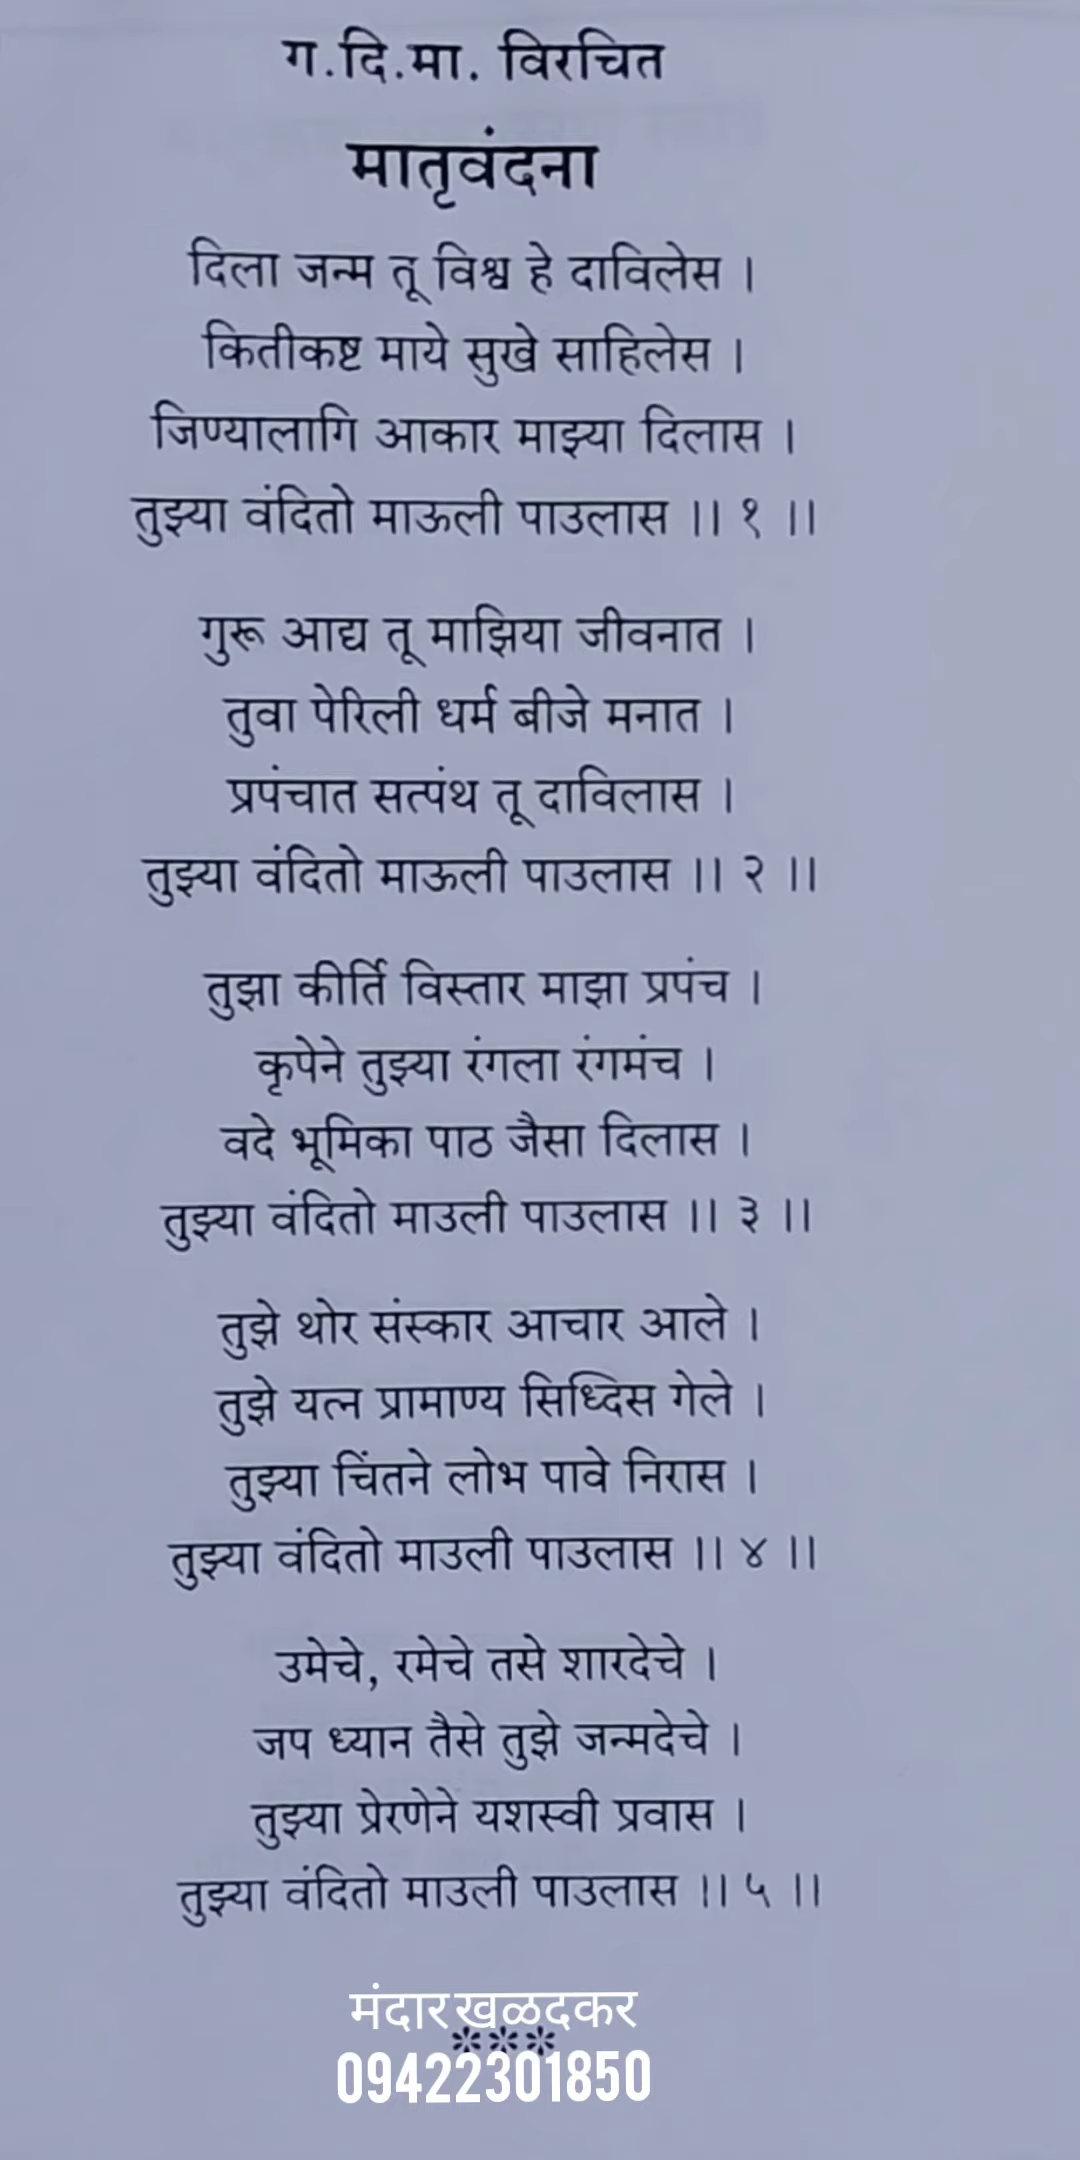 ग.दि.मा. विरचित
मातृवंदना
दिला जन्म तू विश्व हे दाविलेस ।
कितीकष्ट माये सुखे साहिलेस ।
जिण्यालागि आकार माझ्या दिलास ।
तुझ्या वंदितो माऊली पाउलास ।। १ ।।
गुरू आद्य तू माझिया जीवनात ।
तुवा पेरिली धर्म बीजे मनात ।
प्रपंचात सत्पंथ तू दाविलास ।
तुझ्या वंदितो माऊली पाउलास ।। २ ।।
तुझा कीर्ति विस्तार माझा प्रपंच ।
कृपेने तुझ्या रंगला रंगमंच ।
वदे भूमिका पाठ जैसा दिलास ।
तुझ्या वंदितो माउली पाउलास ।। ३ ।।
तुझे थोर संस्कार आचार आले ।
तुझे यत्न प्रामाण्य सिध्दिस गेले ।
तुझ्या चिंतने लोभ पावे निरास ।
तुझ्या वंदितो माउली पाउलास ।। ४ ।।
उमेचे, रमेचे तसे शारदेचे ।
जप ध्यान तैसे तुझे जन्मदेचे ।
तुझ्या प्रेरणेने यशस्वी प्रवास ।
तुझ्या वंदितो माउली पाउलास ।। ५ ।।
मंदार खळदकर
***
09422301850